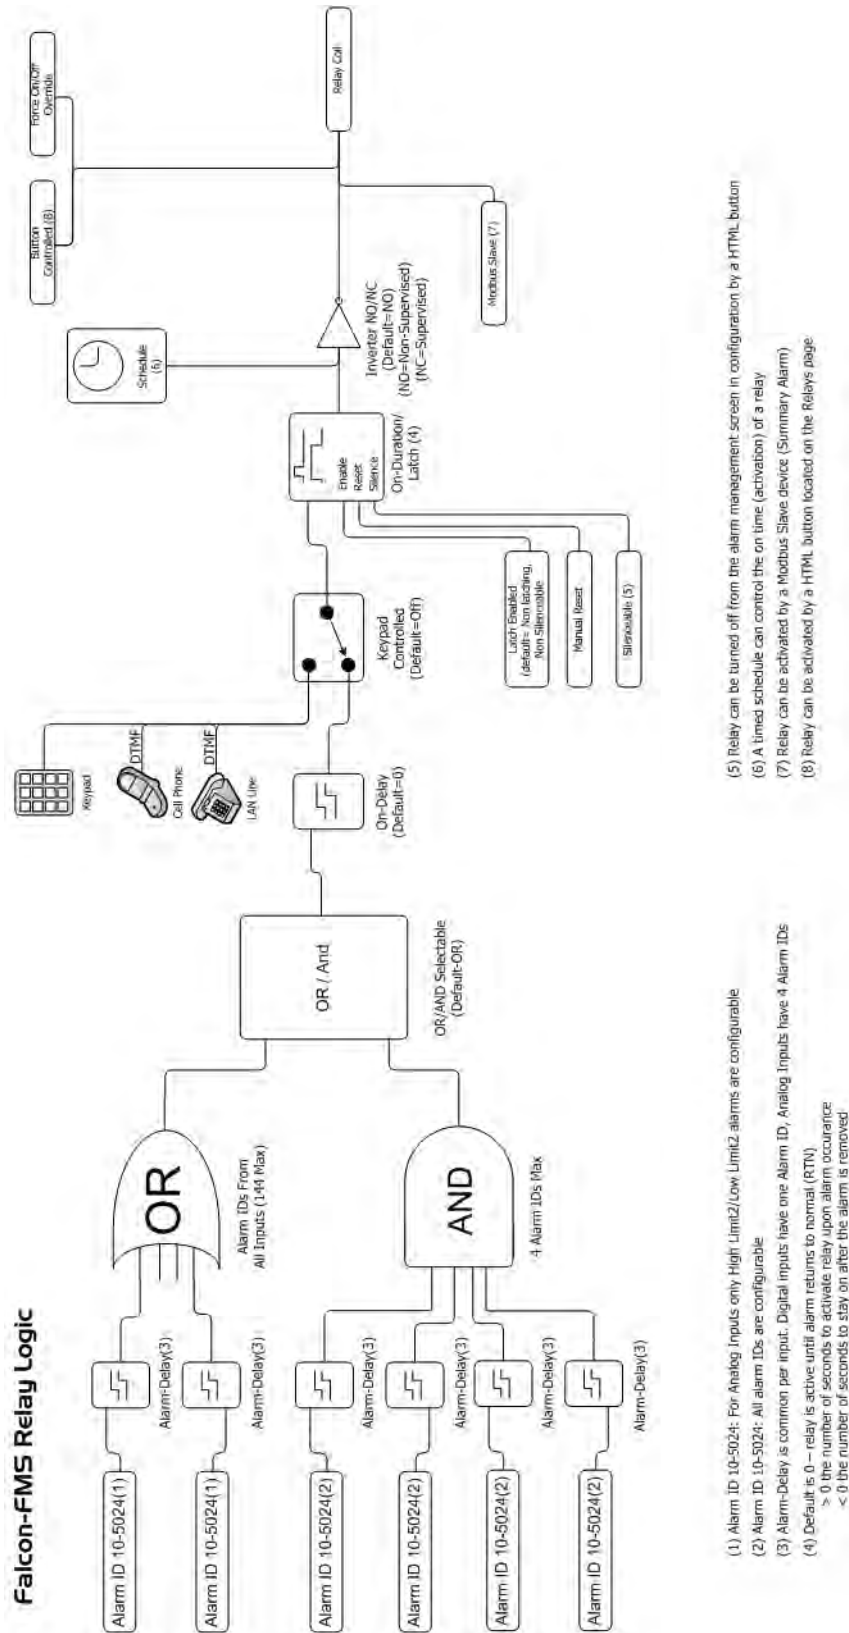 Falcon-FMS Relay Logic
Alarm ID 10-5024(1)
Alarm-Delay(3)
Alarm ID 10-5024(1)
Alarm-Delay(3)
Alarm ID 10-5024(2)
Alarm-Delay(3)
Alarm ID 10-5024(2)
Alarm-Delay(3)
Alarm ID 10-5024(2)
Alarm-Delay(3)
Alarm ID 10-5024(2)
Alarm-Delay(3)
OR
Alarm IDs From
All Inputs (144 Max)
AND
4 Alarm IDs Max
OR / And
OR/AND Selectable
(Default-OR)
On-Delay
(Default=0)
Keypad
DTMF
Cell Phone
DTMF
LAN Line
Keypad
Controlled
(Default=Off)
Enable
Reset
Silence
On-Duration/
Latch (4)
Latch Enabled
(default= Non latching,
Non Silenceable
Manual Reset
Silenceable (5)
Schedule
(6)
Inverter NO/NC
(Default=NO)
(NO=Non-Supervised)
(NC=Supervised)
Button
Controlled (8)
Force On/Off
Override
Relay Coil
Modbus Slave (7)
(1) Alarm ID 10-5024: For Analog Inputs only High Limit2/Low Limit2 alarms are configurable
(2) Alarm ID 10-5024: All alarm IDs are configurable
(3) Alarm-Delay is common per input. Digital inputs have one Alarm ID, Analog Inputs have 4 Alarm IDs
(4) Default is 0 – relay is active until alarm returns to normal (RTN)
> 0 the number of seconds to activate relay upon alarm occurance
< 0 the number of seconds to stay on after the alarm is removed
(5) Relay can be turned off from the alarm management screen in configuration by a HTML button
(6) A timed schedule can control the on time (activation) of a relay
(7) Relay can be activated by a Modbus Slave device (Summary Alarm)
(8) Relay can be activated by a HTML button located on the Relays page